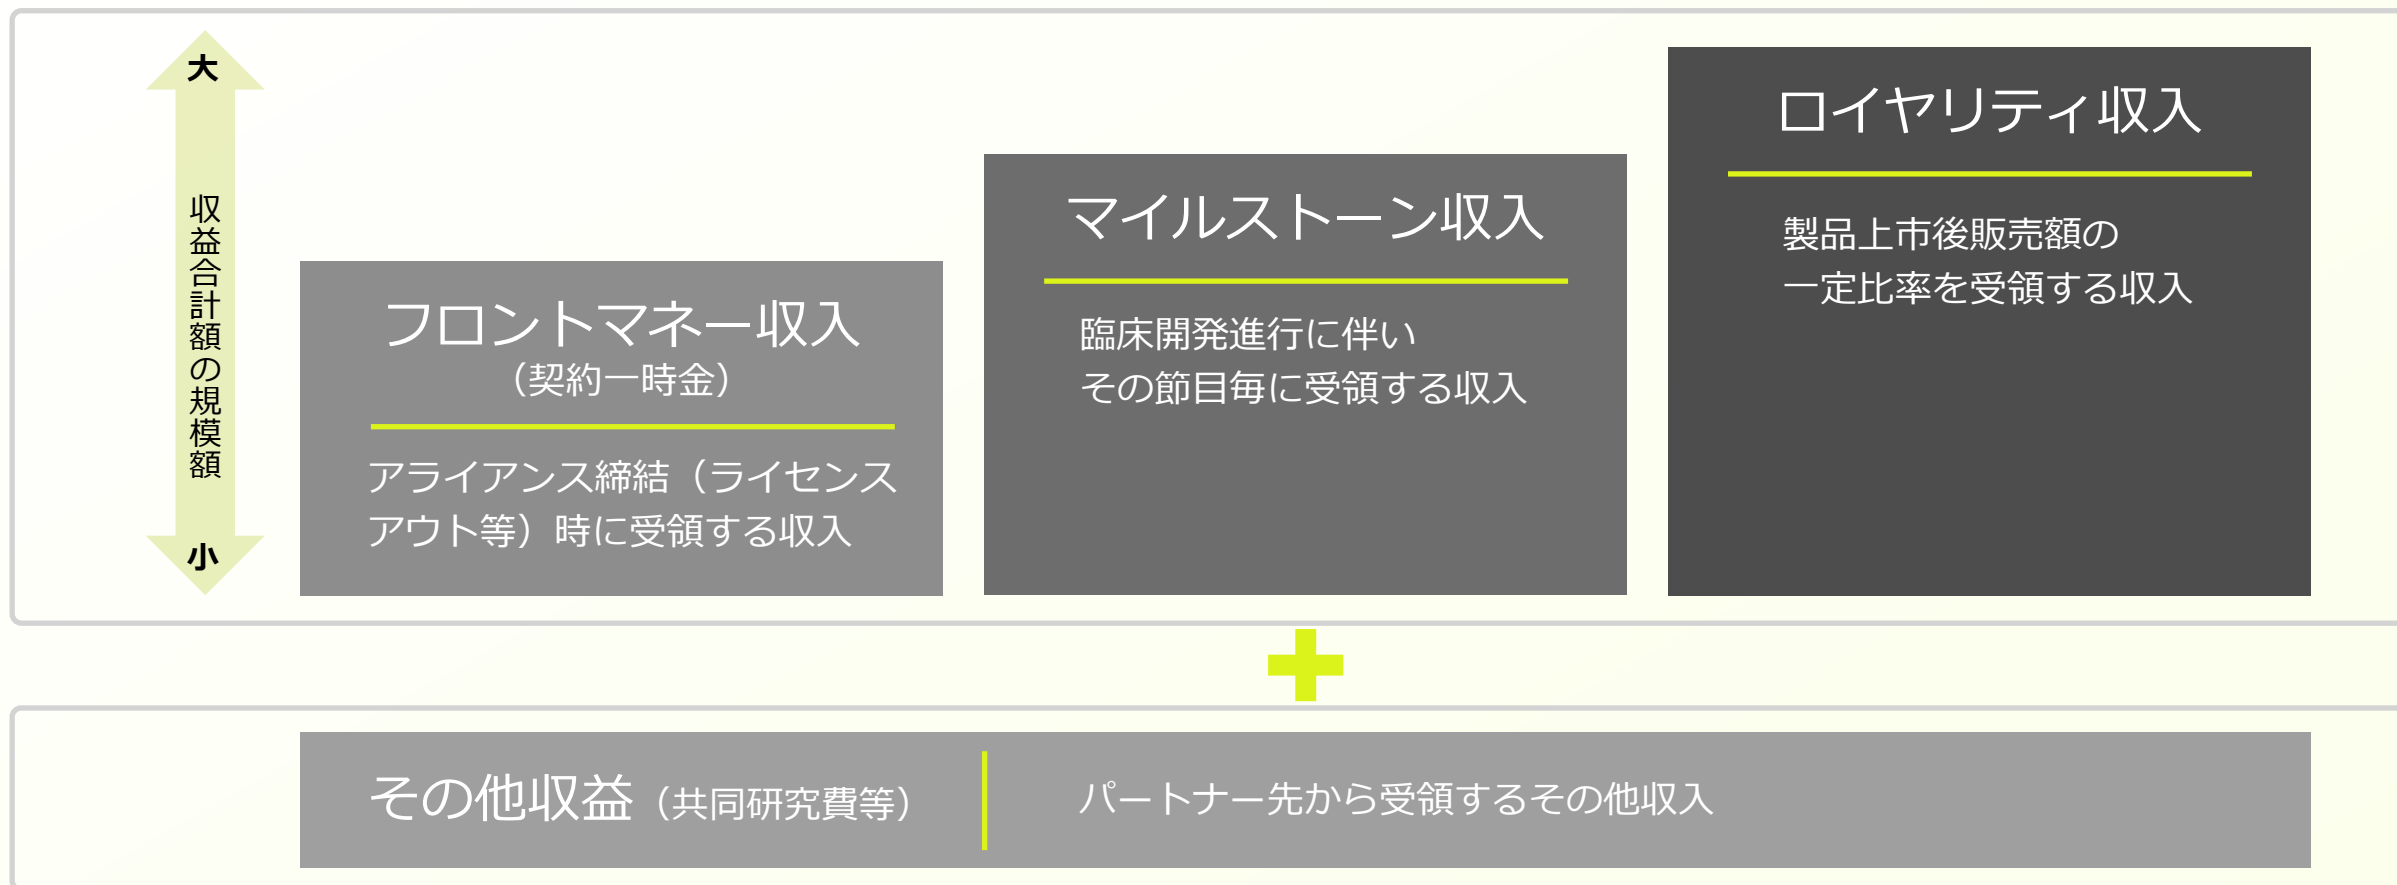 大
収益合計額の規模額
小
フロントマネー収入
（契約一時金）
アライアンス締結（ライセンス
アウト等）時に受領する収入
マイルストーン収入
臨床開発進行に伴い
その節目毎に受領する収入
ロイヤリティ収入
製品上市後販売額の
一定比率を受領する収入
その他収益（共同研究費等）
パートナー先から受領するその他収入